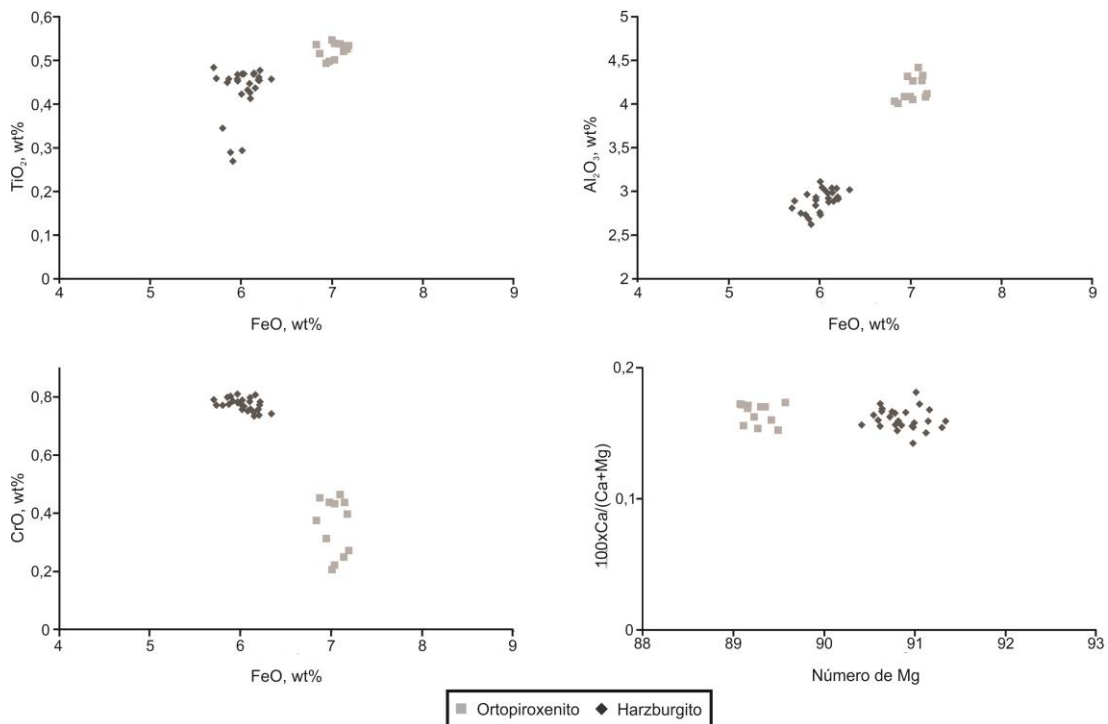 0,6
0,5
0,4
0,3
0,2
0,1
0
TiO₂, wt%
4 5 6 7 8 9
FeO, wt%
5
4,5
4
3,5
3
2,5
2
Al₂O₃, wt%
4 5 6 7 8 9
FeO, wt%
0,8
0,6
0,4
0,2
0
CrO, wt%
4 5 6 7 8 9
FeO, wt%
0,2
0,1
0
100xCa/(Ca+Mg)
88 89 90 91 92 93
Número de Mg
Ortopiroxenito Harzburgito